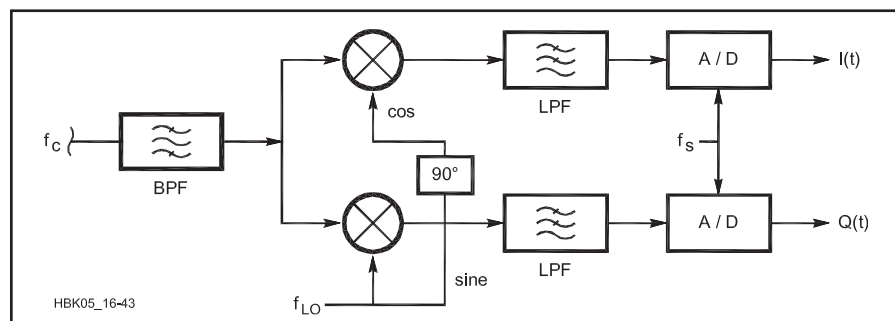 A / D
I(t)
LPF
cos
f_C
BPF
90°
f_S
A / D
Q(t)
LPF
sine
f_LO
HBK05_16-43